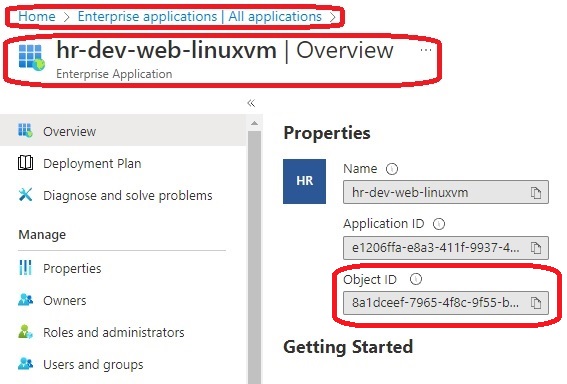 Home > Enterprise applications | All applications >
hr-dev-web-linuxvm | Overview ...
Enterprise Application
«
Overview
Deployment Plan
Diagnose and solve problems
Manage
Properties
Owners
Roles and administrators
Users and groups
Properties
HR
Name
hr-dev-web-linuxvm
Application ID
e1206ffa-e8a3-411f-9937-4...
Object ID
8a1dceef-7965-4f8c-9f55-b...
Getting Started